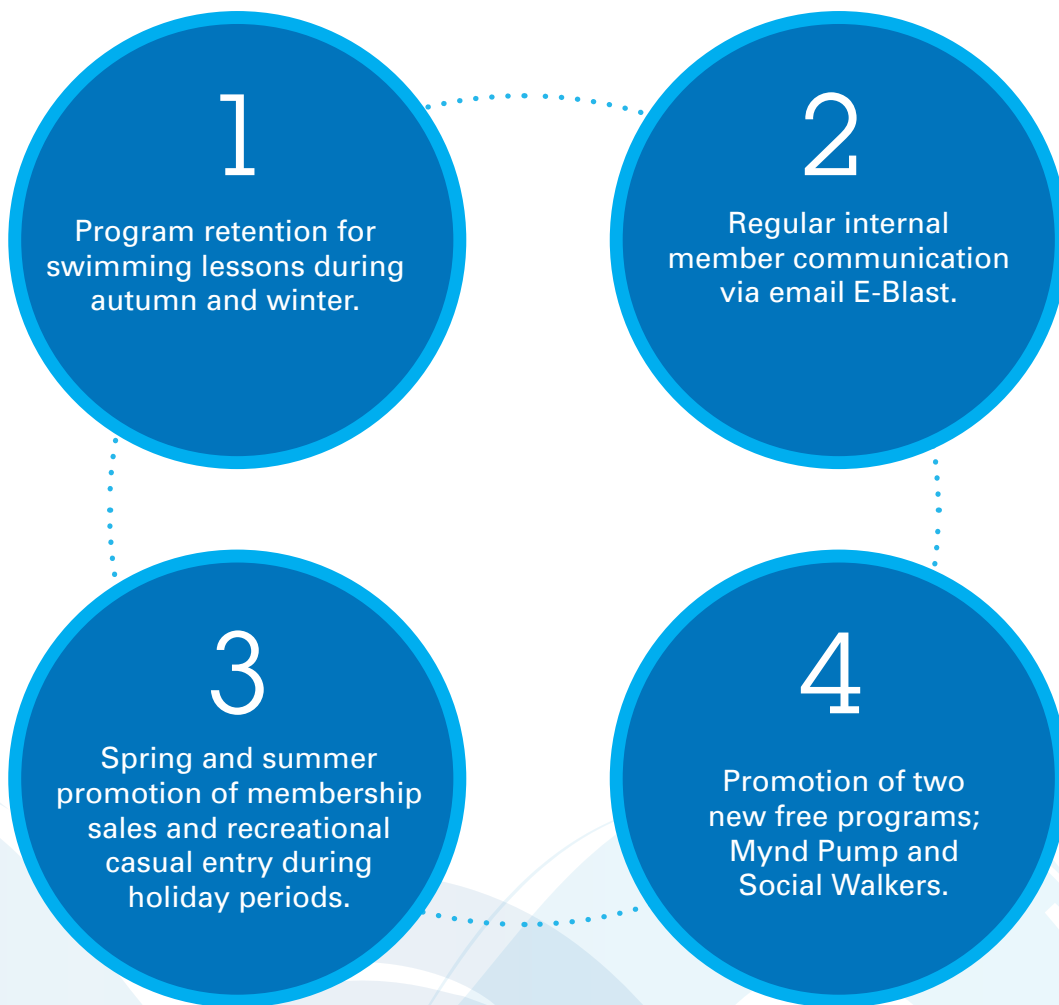 1
Program retention for
swimming lessons during
autumn and winter.
2
Regular internal
member communication
via email E-Blast.
3
Spring and summer
promotion of membership
sales and recreational
casual entry during
holiday periods.
4
Promotion of two
new free programs;
Mynd Pump and
Social Walkers.